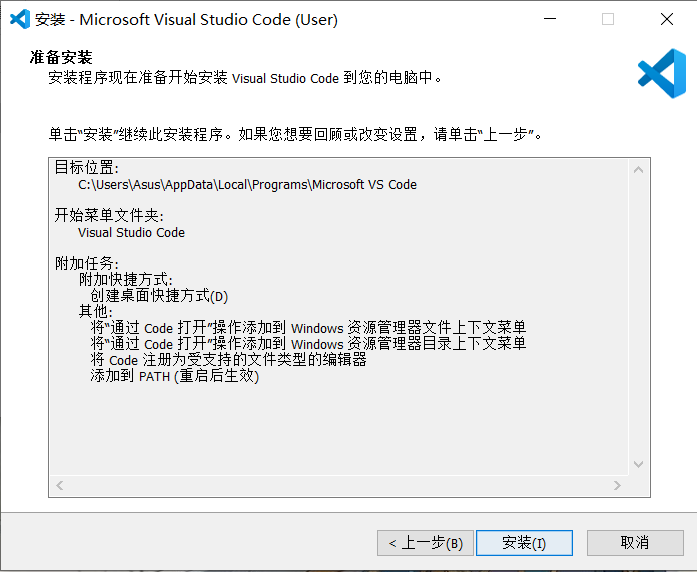 安装 - Microsoft Visual Studio Code (User)
准备安装
安装程序现在准备开始安装 Visual Studio Code 到您的电脑中。
单击“安装”继续此安装程序。如果您想要回顾或改变设置，请单击“上一步”。
目标位置:
C:\Users\Asus\AppData\Local\Programs\Microsoft VS Code
开始菜单文件夹:
Visual Studio Code
附加任务:
附加快捷方式:
创建桌面快捷方式(D)
其他:
将“通过 Code 打开”操作添加到 Windows 资源管理器文件上下文菜单
将“通过 Code 打开”操作添加到 Windows 资源管理器目录上下文菜单
将 Code 注册为受支持的文件类型的编辑器
添加到 PATH (重启后生效)
< 上一步(B) 安装(I) 取消